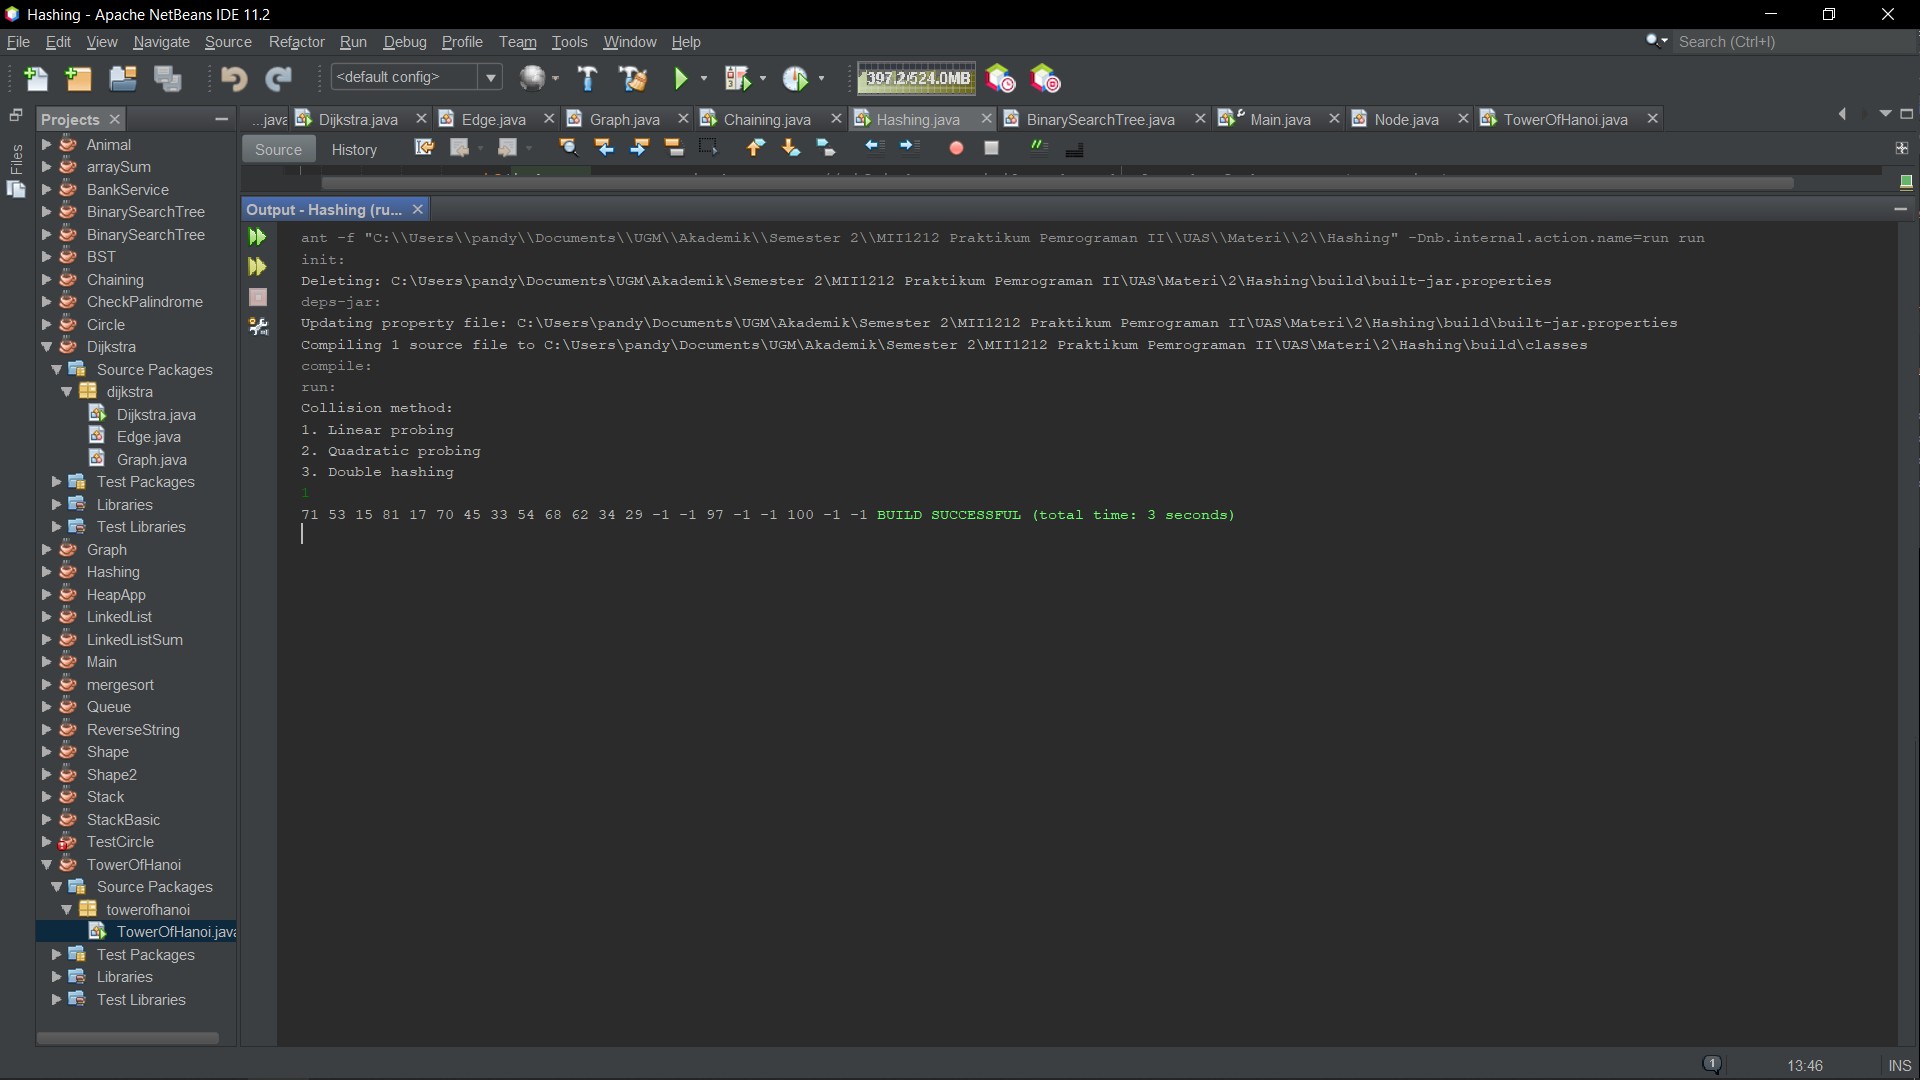 Hashing - Apache NetBeans IDE 11.2
File Edit View Navigate Source Refactor Run Debug Profile Team Tools Window Help
Search (Ctrl+I)
<default config>
397.2/524.0MB
Projects
...java Dijkstra.java Edge.java Graph.java Chaining.java Hashing.java BinarySearchTree.java Main.java Node.java TowerOfHanoi.java
Files
Source History
Animal
arraySum
BankService
BinarySearchTree
BinarySearchTree
BST
Chaining
CheckPalindrome
Circle
Dijkstra
Source Packages
dijkstra
Dijkstra.java
Edge.java
Graph.java
Test Packages
Libraries
Test Libraries
Graph
Hashing
HeapApp
LinkedList
LinkedListSum
Main
mergesort
Queue
ReverseString
Shape
Shape2
Stack
StackBasic
TestCircle
TowerOfHanoi
Source Packages
towerofhanoi
TowerOfHanoi.java
Test Packages
Libraries
Test Libraries
Output - Hashing (ru...
ant -f "C:\\Users\\pandy\\Documents\\UGM\\Akademik\\Semester 2\\MII1212 Praktikum Pemrograman II\\UAS\\Materi\\2\\Hashing" -Dnb.internal.action.name=run run
init:
Deleting: C:\Users\pandy\Documents\UGM\Akademik\Semester 2\MII1212 Praktikum Pemrograman II\UAS\Materi\2\Hashing\build\built-jar.properties
deps-jar:
Updating property file: C:\Users\pandy\Documents\UGM\Akademik\Semester 2\MII1212 Praktikum Pemrograman II\UAS\Materi\2\Hashing\build\built-jar.properties
Compiling 1 source file to C:\Users\pandy\Documents\UGM\Akademik\Semester 2\MII1212 Praktikum Pemrograman II\UAS\Materi\2\Hashing\build\classes
compile:
run:
Collision method:
1. Linear probing
2. Quadratic probing
3. Double hashing
1
71 53 15 81 17 70 45 33 54 68 62 34 29 -1 -1 97 -1 -1 100 -1 -1 BUILD SUCCESSFUL (total time: 3 seconds)
1
13:46
INS